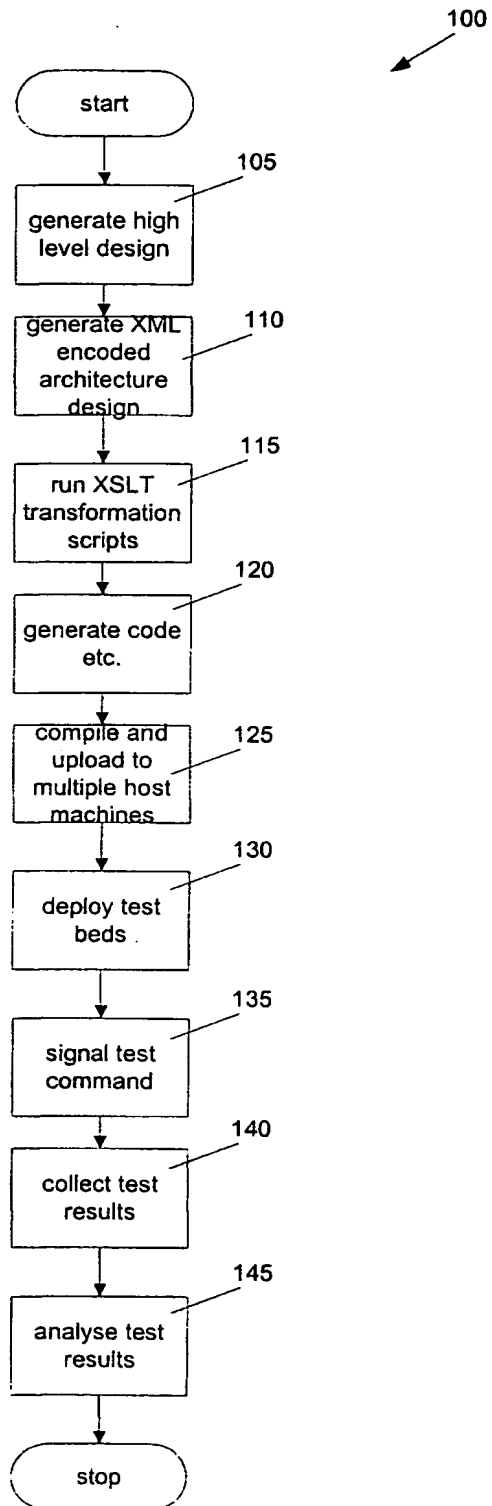 100
start
105
generate high
level design
110
generate XML
encoded
architecture
design
115
run XSLT
transformation
scripts
120
generate code
etc.
125
compile and
upload to
multiple host
machines
130
deploy test
beds
135
signal test
command
140
collect test
results
145
analyse test
results
stop